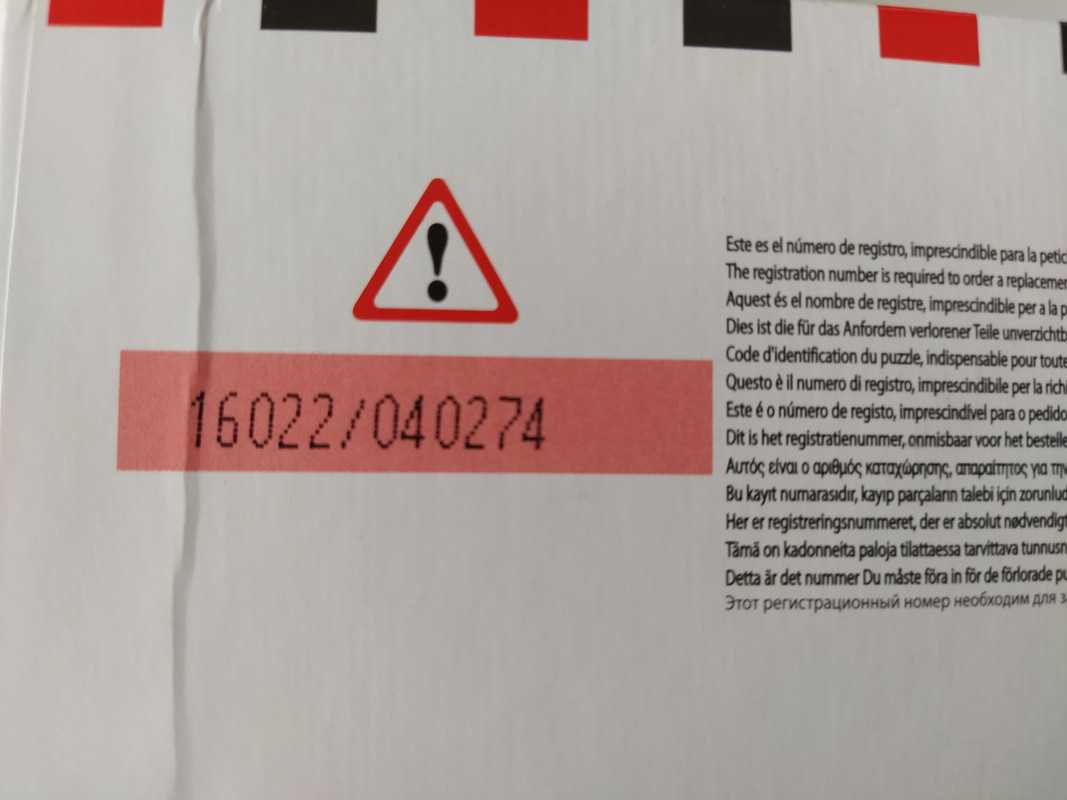 16022/040274
Este es el número de registro, imprescindible para la petic
The registration number is required to order a replacemen
Aquest és el nombre de registre, imprescindible per a la p
Dies ist die für das Anfordern verlorener Teile unverzichtb
Code d'identification du puzzle, indispensable pour toute
Questo è il numero di registro, imprescindibile per la richi
Este é o número de registo, imprescindível para o pedido
Dit is het registratienummer, onmisbaar voor het bestelle
Αυτός είναι ο αριθμός καταχώρησης, απαραίτητος για την
Bu kayıt numarasıdır, kayıp parçaların talebi için zorunlud
Her er registreringsnummeret, der er absolut nødvendigt
Tämä on kadonneita paloja tilattaessa tarvittava tunnusn
Detta är det nummer Du måste föra in för de förlorade pu
Этот регистрационный номер необходим для з